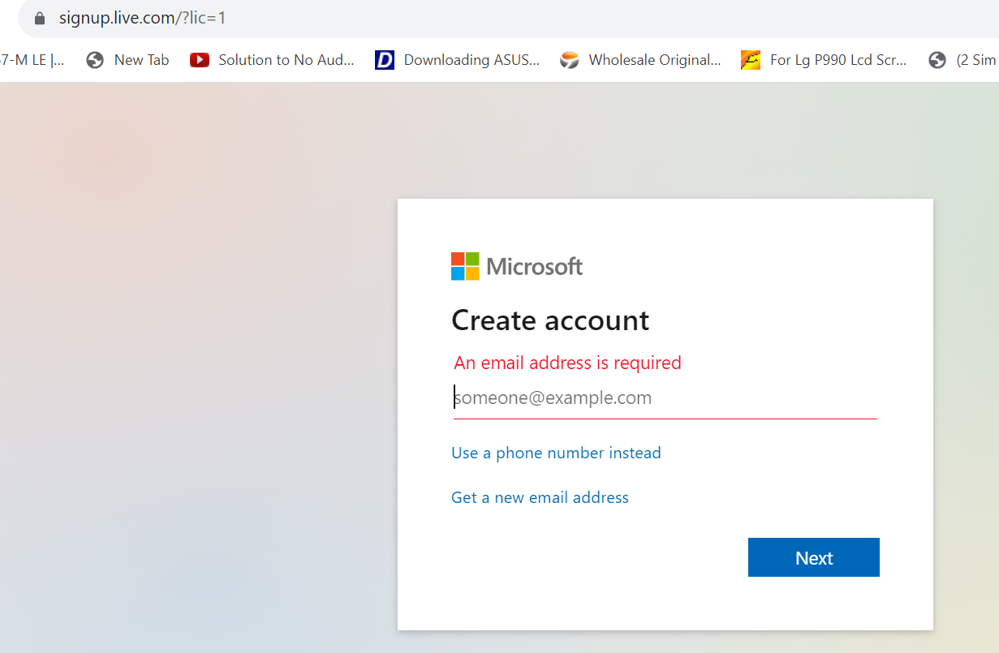 signup.live.com/?lic=1
7-M LE |... New Tab Solution to No Aud... Downloading ASUS... Wholesale Original... For Lg P990 Lcd Scr... (2 Sim
Microsoft
Create account
An email address is required
someone@example.com
Use a phone number instead
Get a new email address
Next